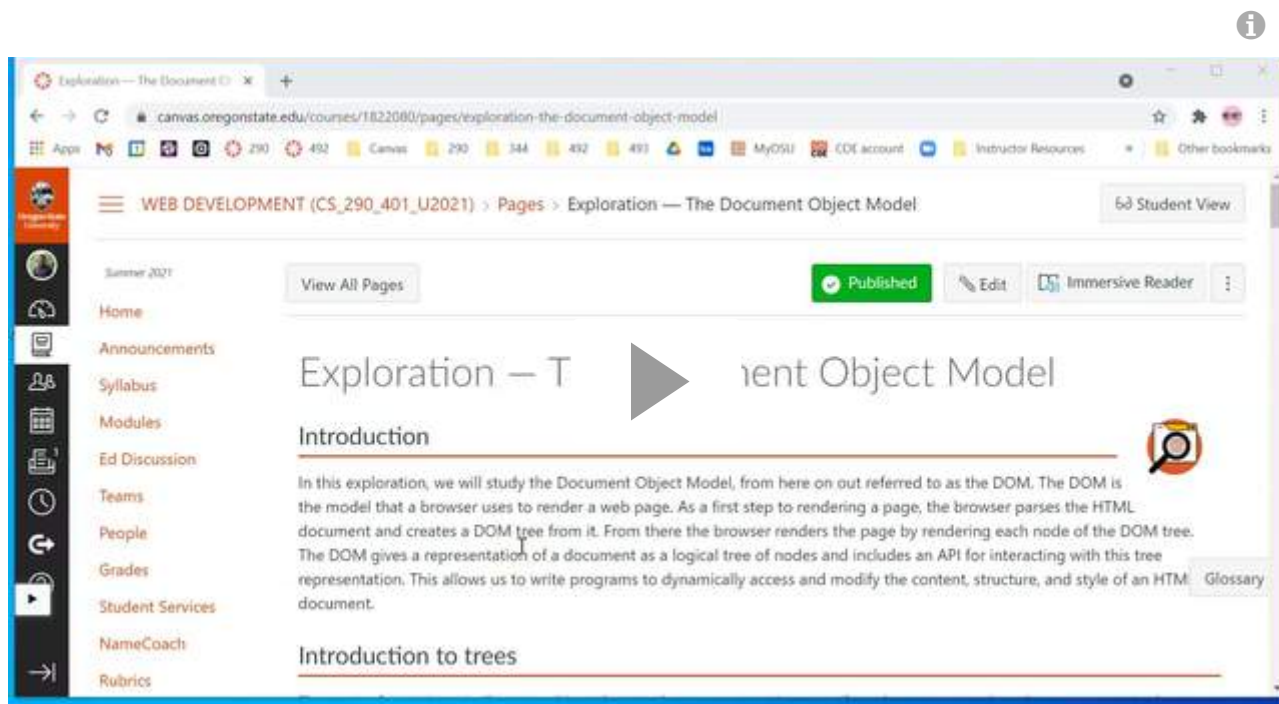 Exploration — The Document
canvas.oregonstate.edu/courses/1822080/pages/exploration-the-document-object-model
Apps 290 492 Canvas 290 344 492 493 MyOSU COE account Instructor Resources » Other bookmarks
Oregon State
University
WEB DEVELOPMENT (CS_290_401_U2021) > Pages > Exploration — The Document Object Model
Student View
Summer 2021
View All Pages
Published
Edit
Immersive Reader
Home
Announcements
Syllabus
Modules
Ed Discussion
Teams
People
Grades
Student Services
NameCoach
Rubrics
Exploration — T ent Object Model
Introduction
In this exploration, we will study the Document Object Model, from here on out referred to as the DOM. The DOM is
the model that a browser uses to render a web page. As a first step to rendering a page, the browser parses the HTML
document and creates a DOM tree from it. From there the browser renders the page by rendering each node of the DOM tree.
The DOM gives a representation of a document as a logical tree of nodes and includes an API for interacting with this tree
representation. This allows us to write programs to dynamically access and modify the content, structure, and style of an HTM
document.
Glossary
Introduction to trees